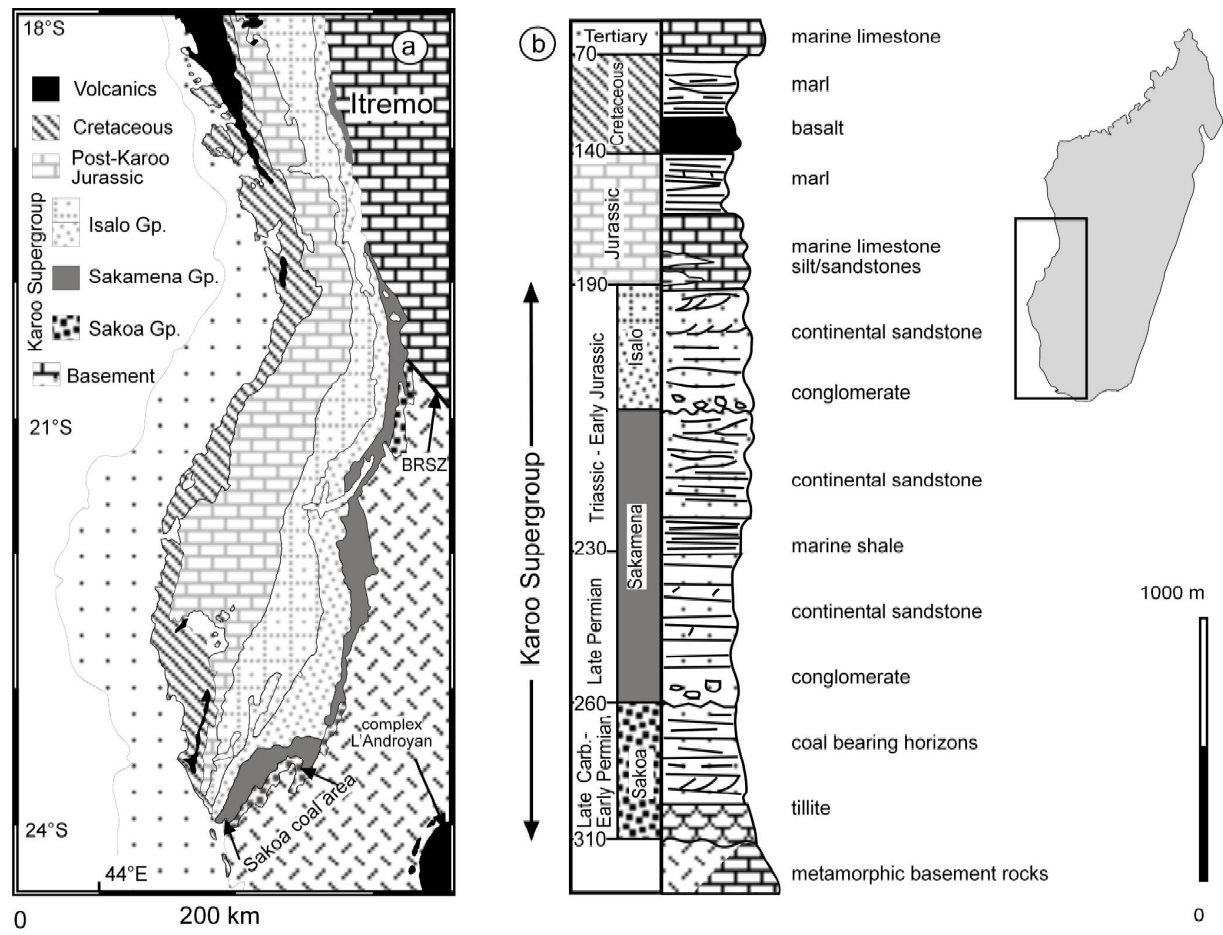 18°S
a
Itremo
Volcanics
Cretaceous
Post-Karoo
Jurassic
Karoo Supergroup
Isalo Gp.
Sakamena Gp.
Sakoa Gp.
Basement
21°S
BRSZ
complex
L'Androyan
Sakoa coal area
24°S
44°E
0
200 km
b
Tertiary
70
Cretaceous
140
Jurassic
190
Isalo
Triassic - Early Jurassic
Sakamena
230
Late Permian
260
Sakoa
Late Carb.-
Early Permian
310
Karoo Supergroup
marine limestone
marl
basalt
marl
marine limestone
silt/sandstones
continental sandstone
conglomerate
continental sandstone
marine shale
continental sandstone
conglomerate
coal bearing horizons
tillite
metamorphic basement rocks
1000 m
0